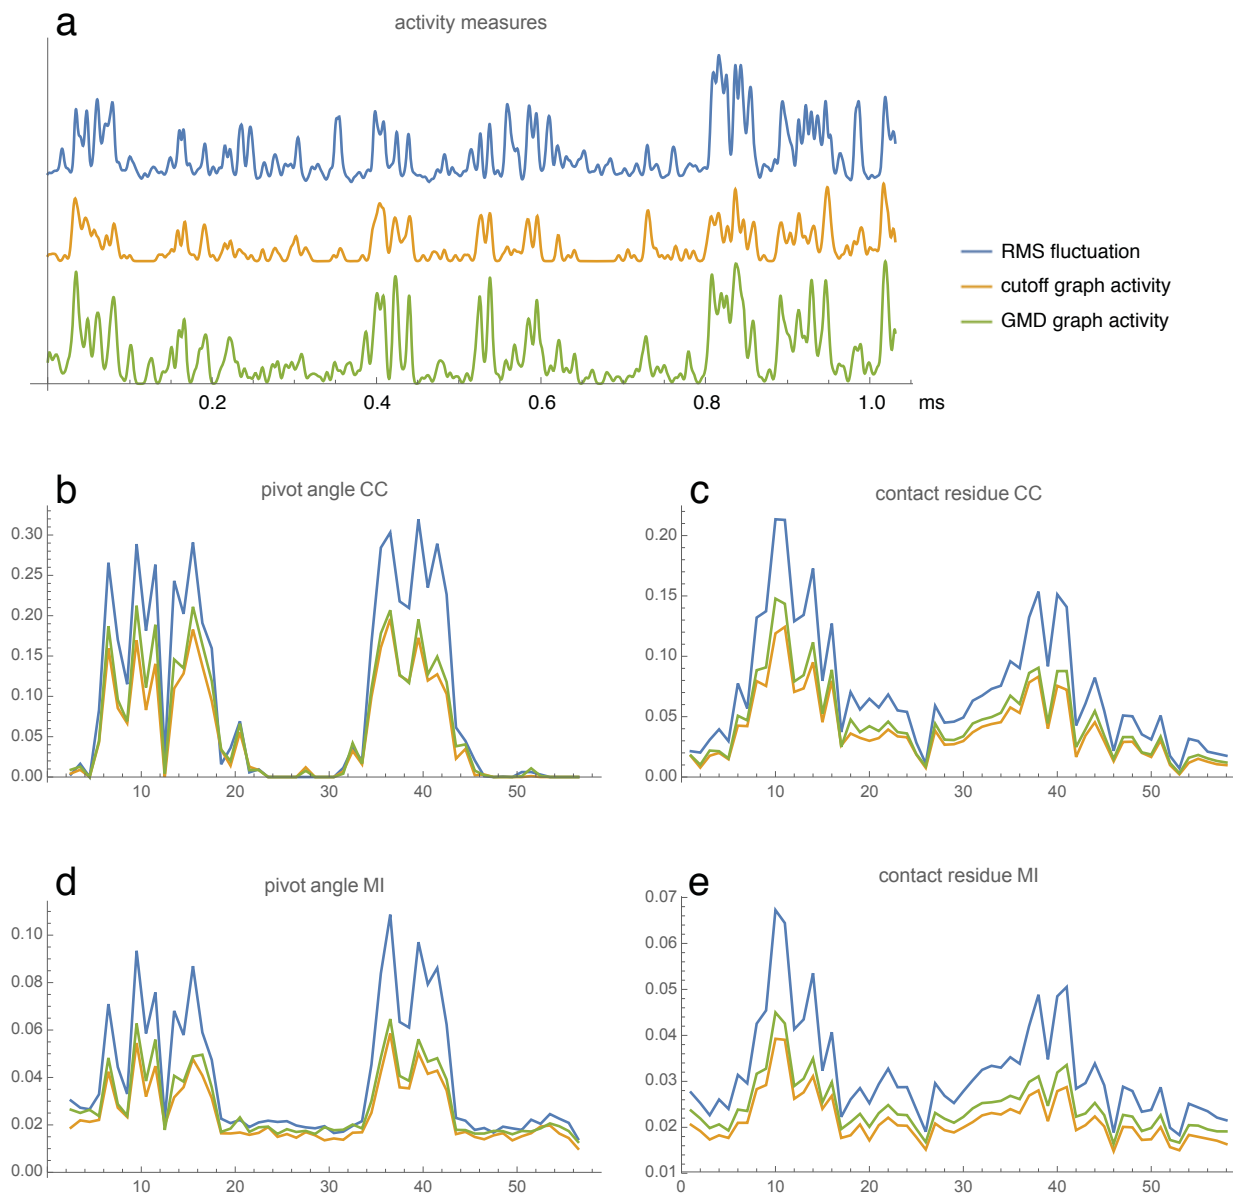 a
activity measures
RMS fluctuation
cutoff graph activity
GMD graph activity
0.2 0.4 0.6 0.8 1.0 ms
b
pivot angle CC
0.30
0.25
0.20
0.15
0.10
0.05
0.00
10 20 30 40 50
c
contact residue CC
0.20
0.15
0.10
0.05
0.00
10 20 30 40 50
d
pivot angle MI
0.10
0.08
0.06
0.04
0.02
0.00
10 20 30 40 50
e
contact residue MI
0.07
0.06
0.05
0.04
0.03
0.02
0.01
0 10 20 30 40 50